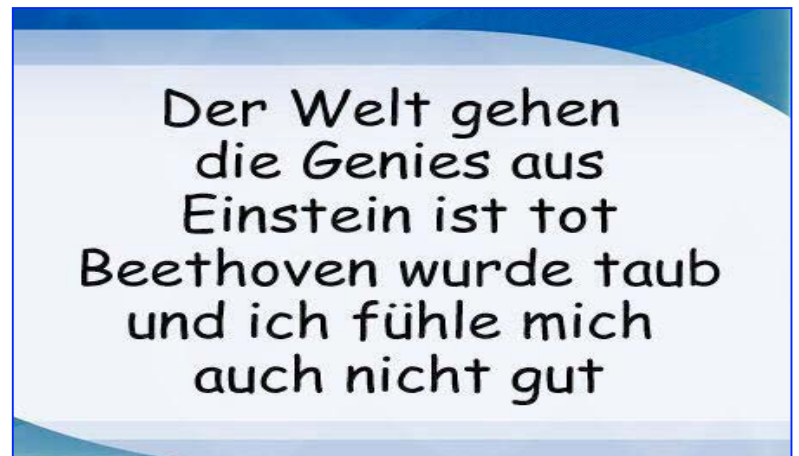 Der Welt gehen
die Genies aus
Einstein ist tot
Beethoven wurde taub
und ich fühle mich
auch nicht gut